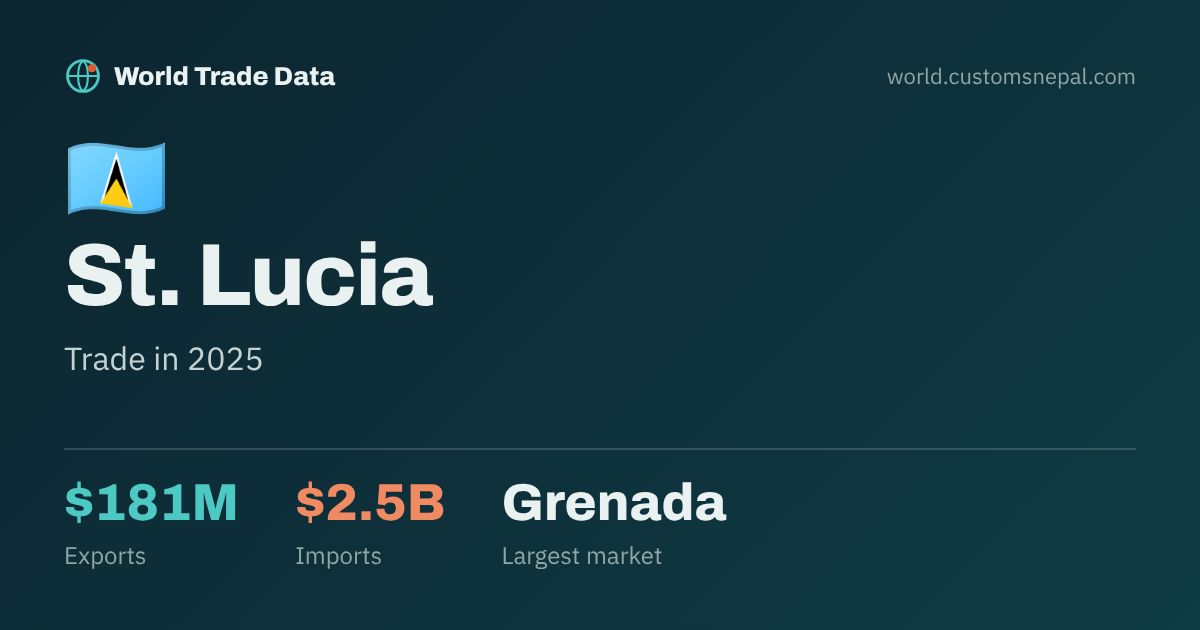 World Trade Data
world.customsnepal.com
St. Lucia
Trade in 2025
$181M
Exports
$2.5B
Imports
Grenada
Largest market